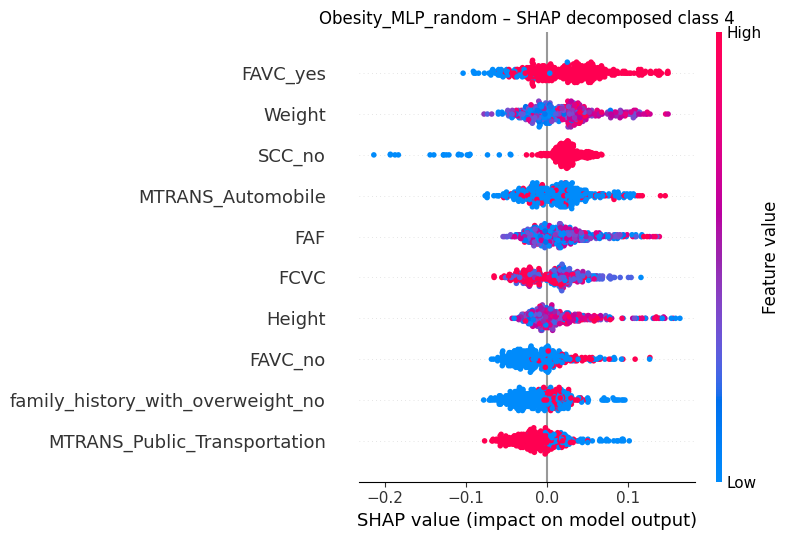 Obesity_MLP_random – SHAP decomposed class 4
High
FAVC_yes
Weight
SCC_no
MTRANS_Automobile
FAF
FCVC
Height
FAVC_no
family_history_with_overweight_no
MTRANS_Public_Transportation
Feature value
Low
−0.2 −0.1 0.0 0.1
SHAP value (impact on model output)